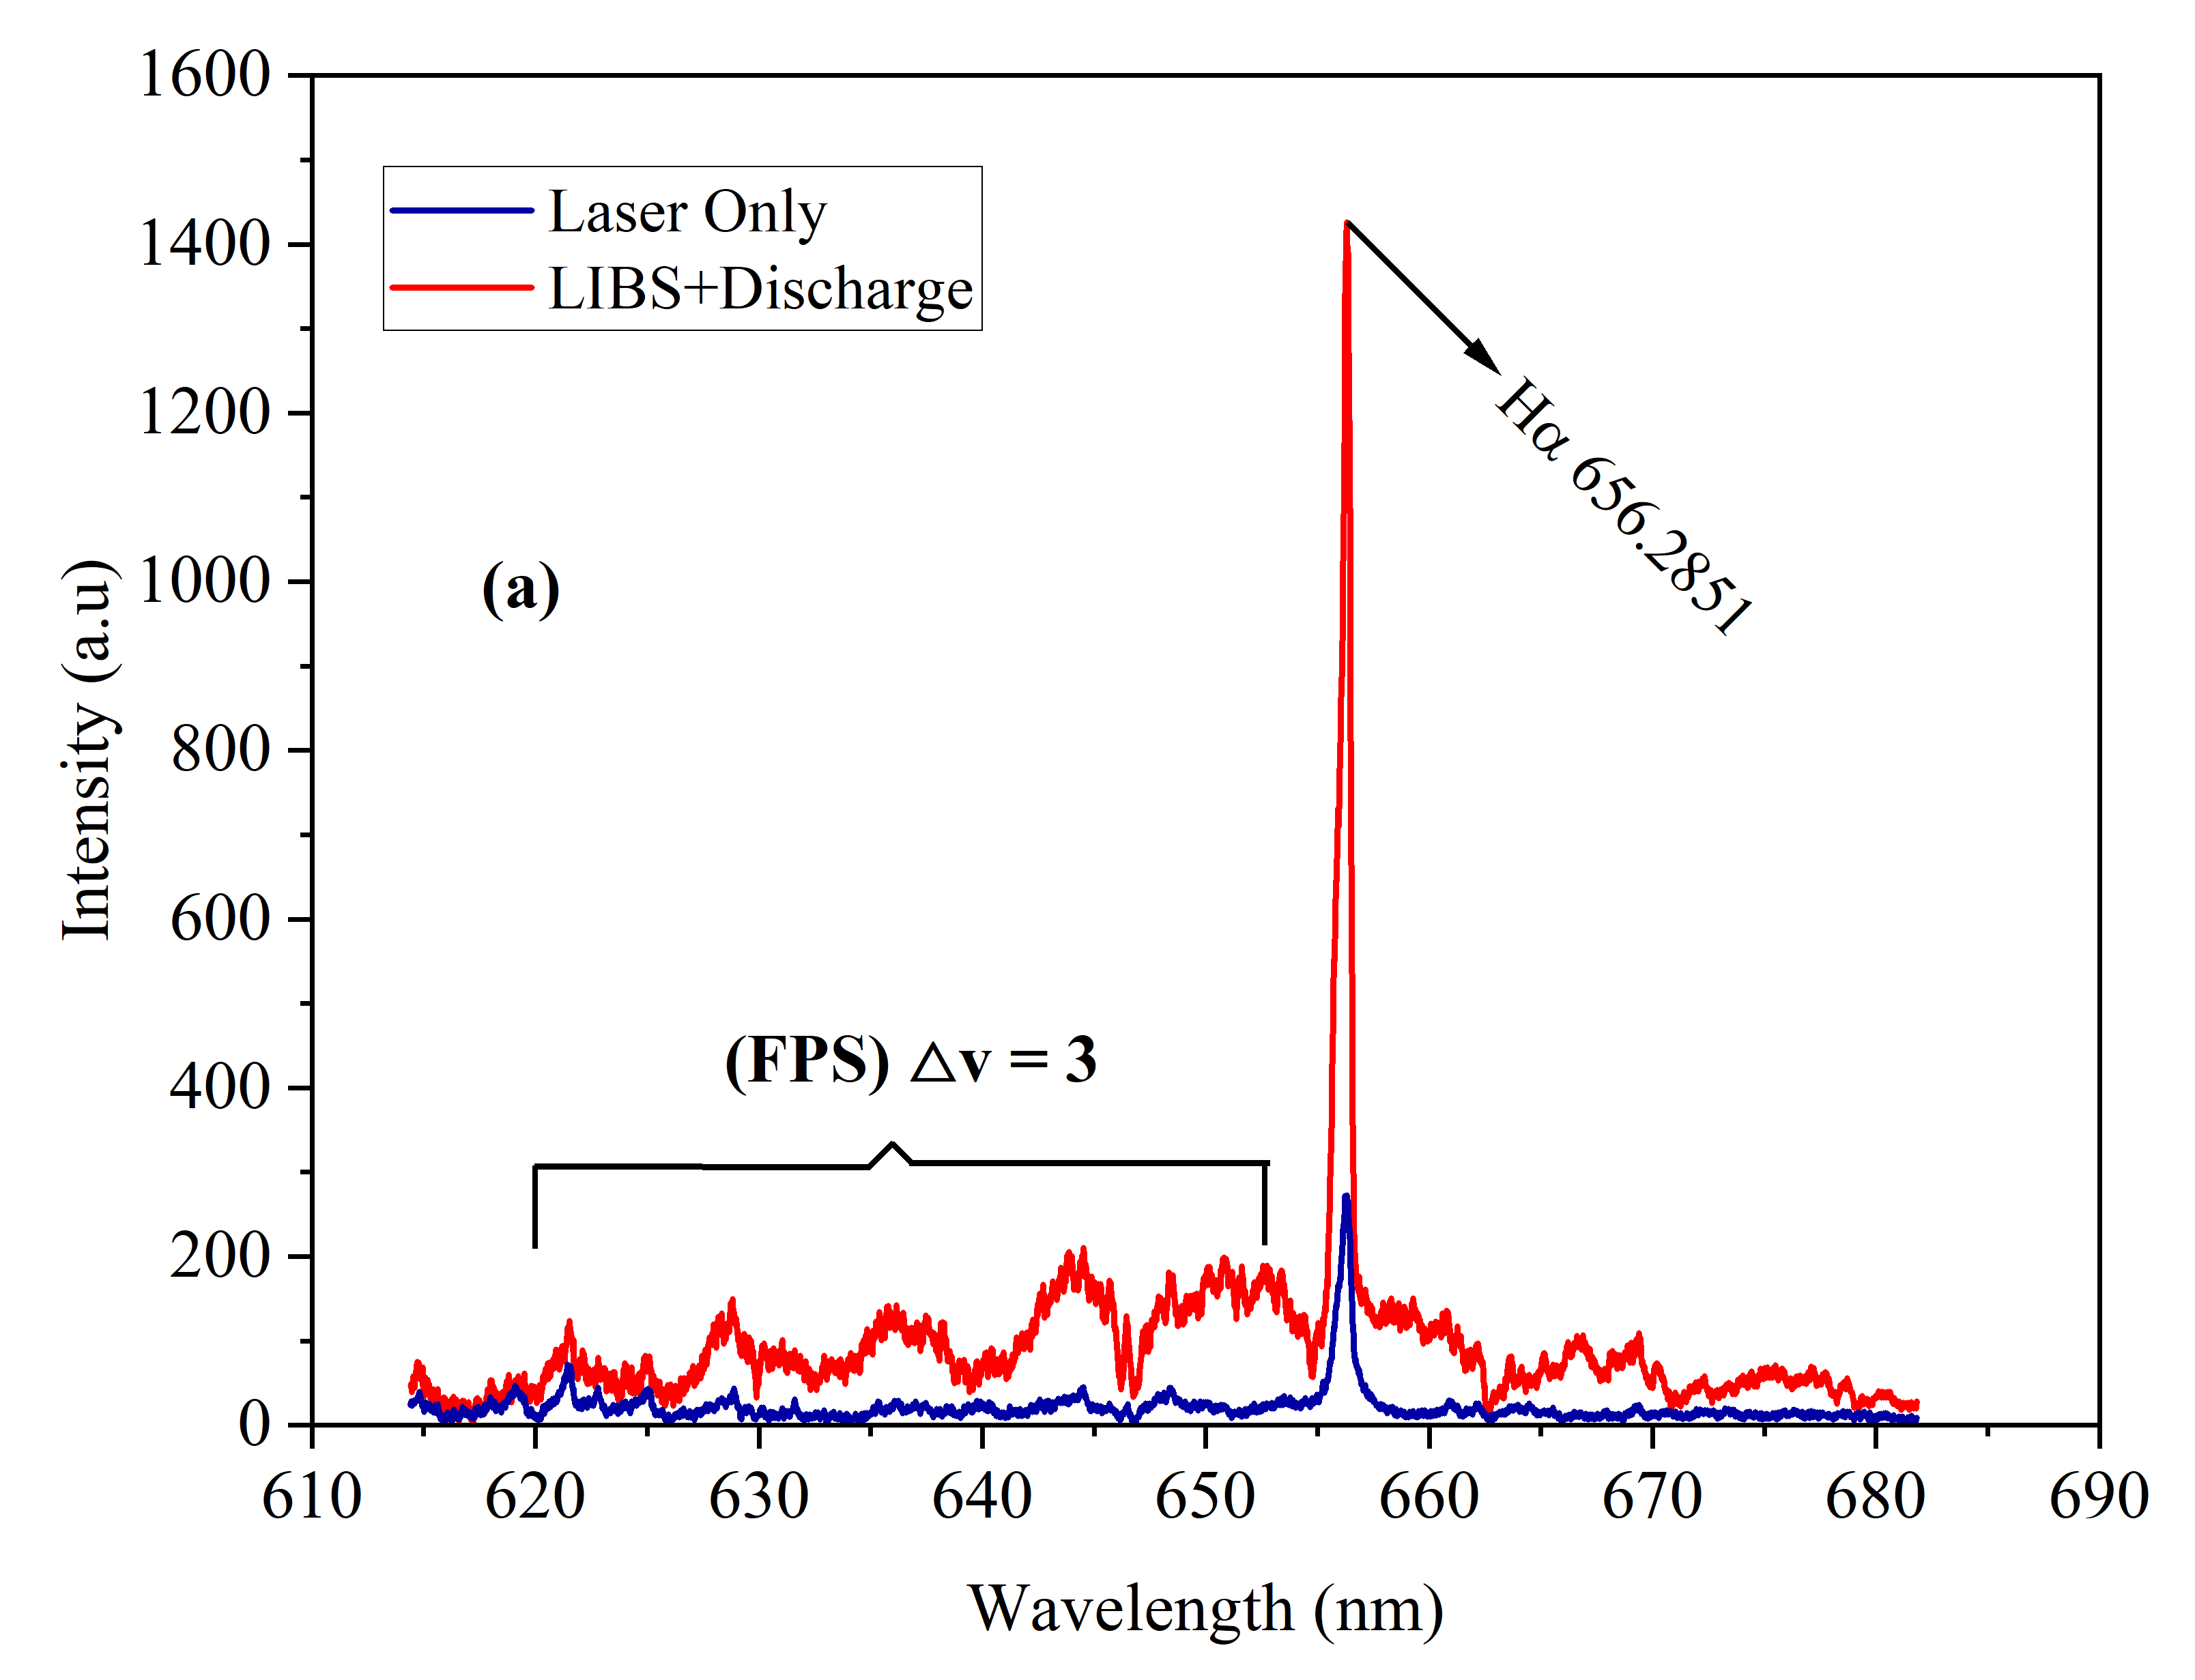 1600
1400
1200
1000
800
600
400
200
0
Intensity (a.u)
Laser Only
LIBS+Discharge
(a)
Hα 656.2851
(FPS) △v = 3
610 620 630 640 650 660 670 680 690
Wavelength (nm)